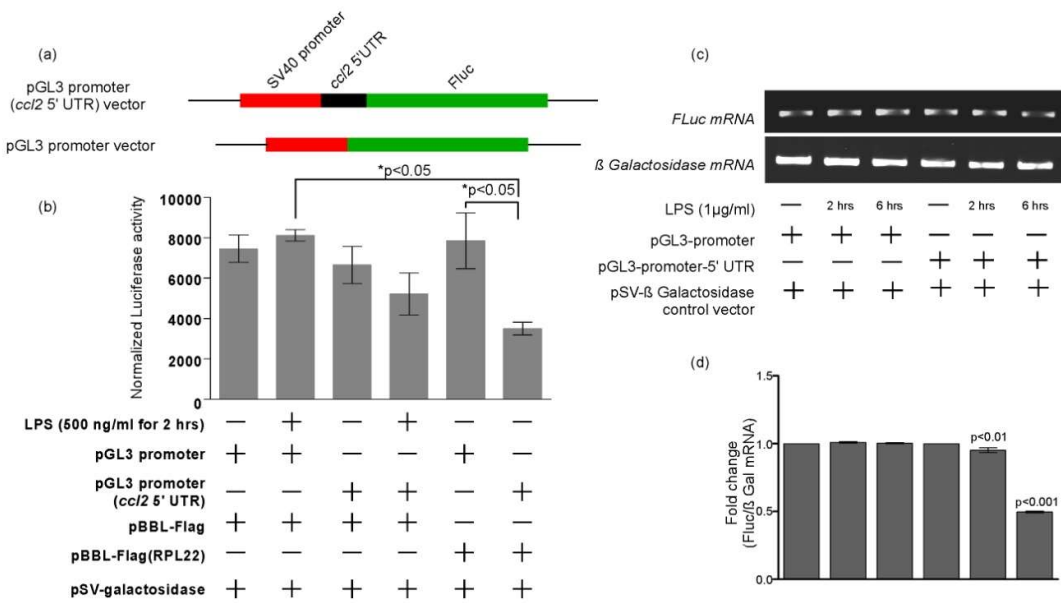 (a)
SV40 promoter
ccl2 5'UTR
Fluc
pGL3 promoter
(ccl2 5' UTR) vector
pGL3 promoter vector
(b)
*p<0.05
*p<0.05
Normalized Luciferase activity
10000
8000
6000
4000
2000
0
LPS (500 ng/ml for 2 hrs) — + — + — —
pGL3 promoter + + — — + —
pGL3 promoter
(ccl2 5' UTR) — — + + — +
pBBL-Flag + + + + — —
pBBL-Flag(RPL22) — — — — + +
pSV-galactosidase + + + + + +
(c)
FLuc mRNA
ß Galactosidase mRNA
LPS (1µg/ml) — 2 hrs 6 hrs — 2 hrs 6 hrs
pGL3-promoter + + + — — —
pGL3-promoter-5' UTR — — — + + +
pSV-ß Galactosidase + + + + + +
control vector
(d)
Fold change
(Fluc/ß Gal mRNA)
1.5
1.0
0.5
0.0
p<0.01
p<0.001